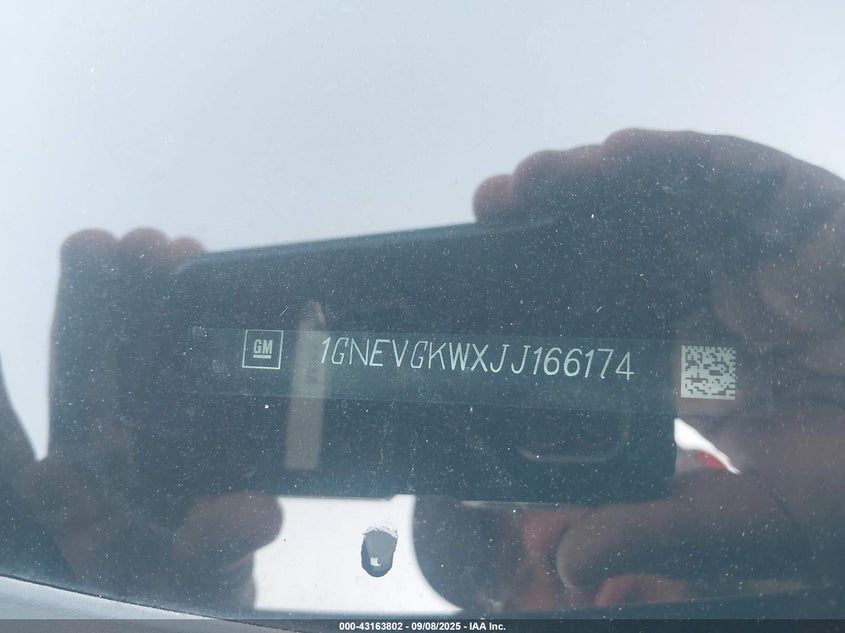 GM 1GNEVGKWXJJ166174
000-43163802 - 09/08/2025 - IAA Inc.